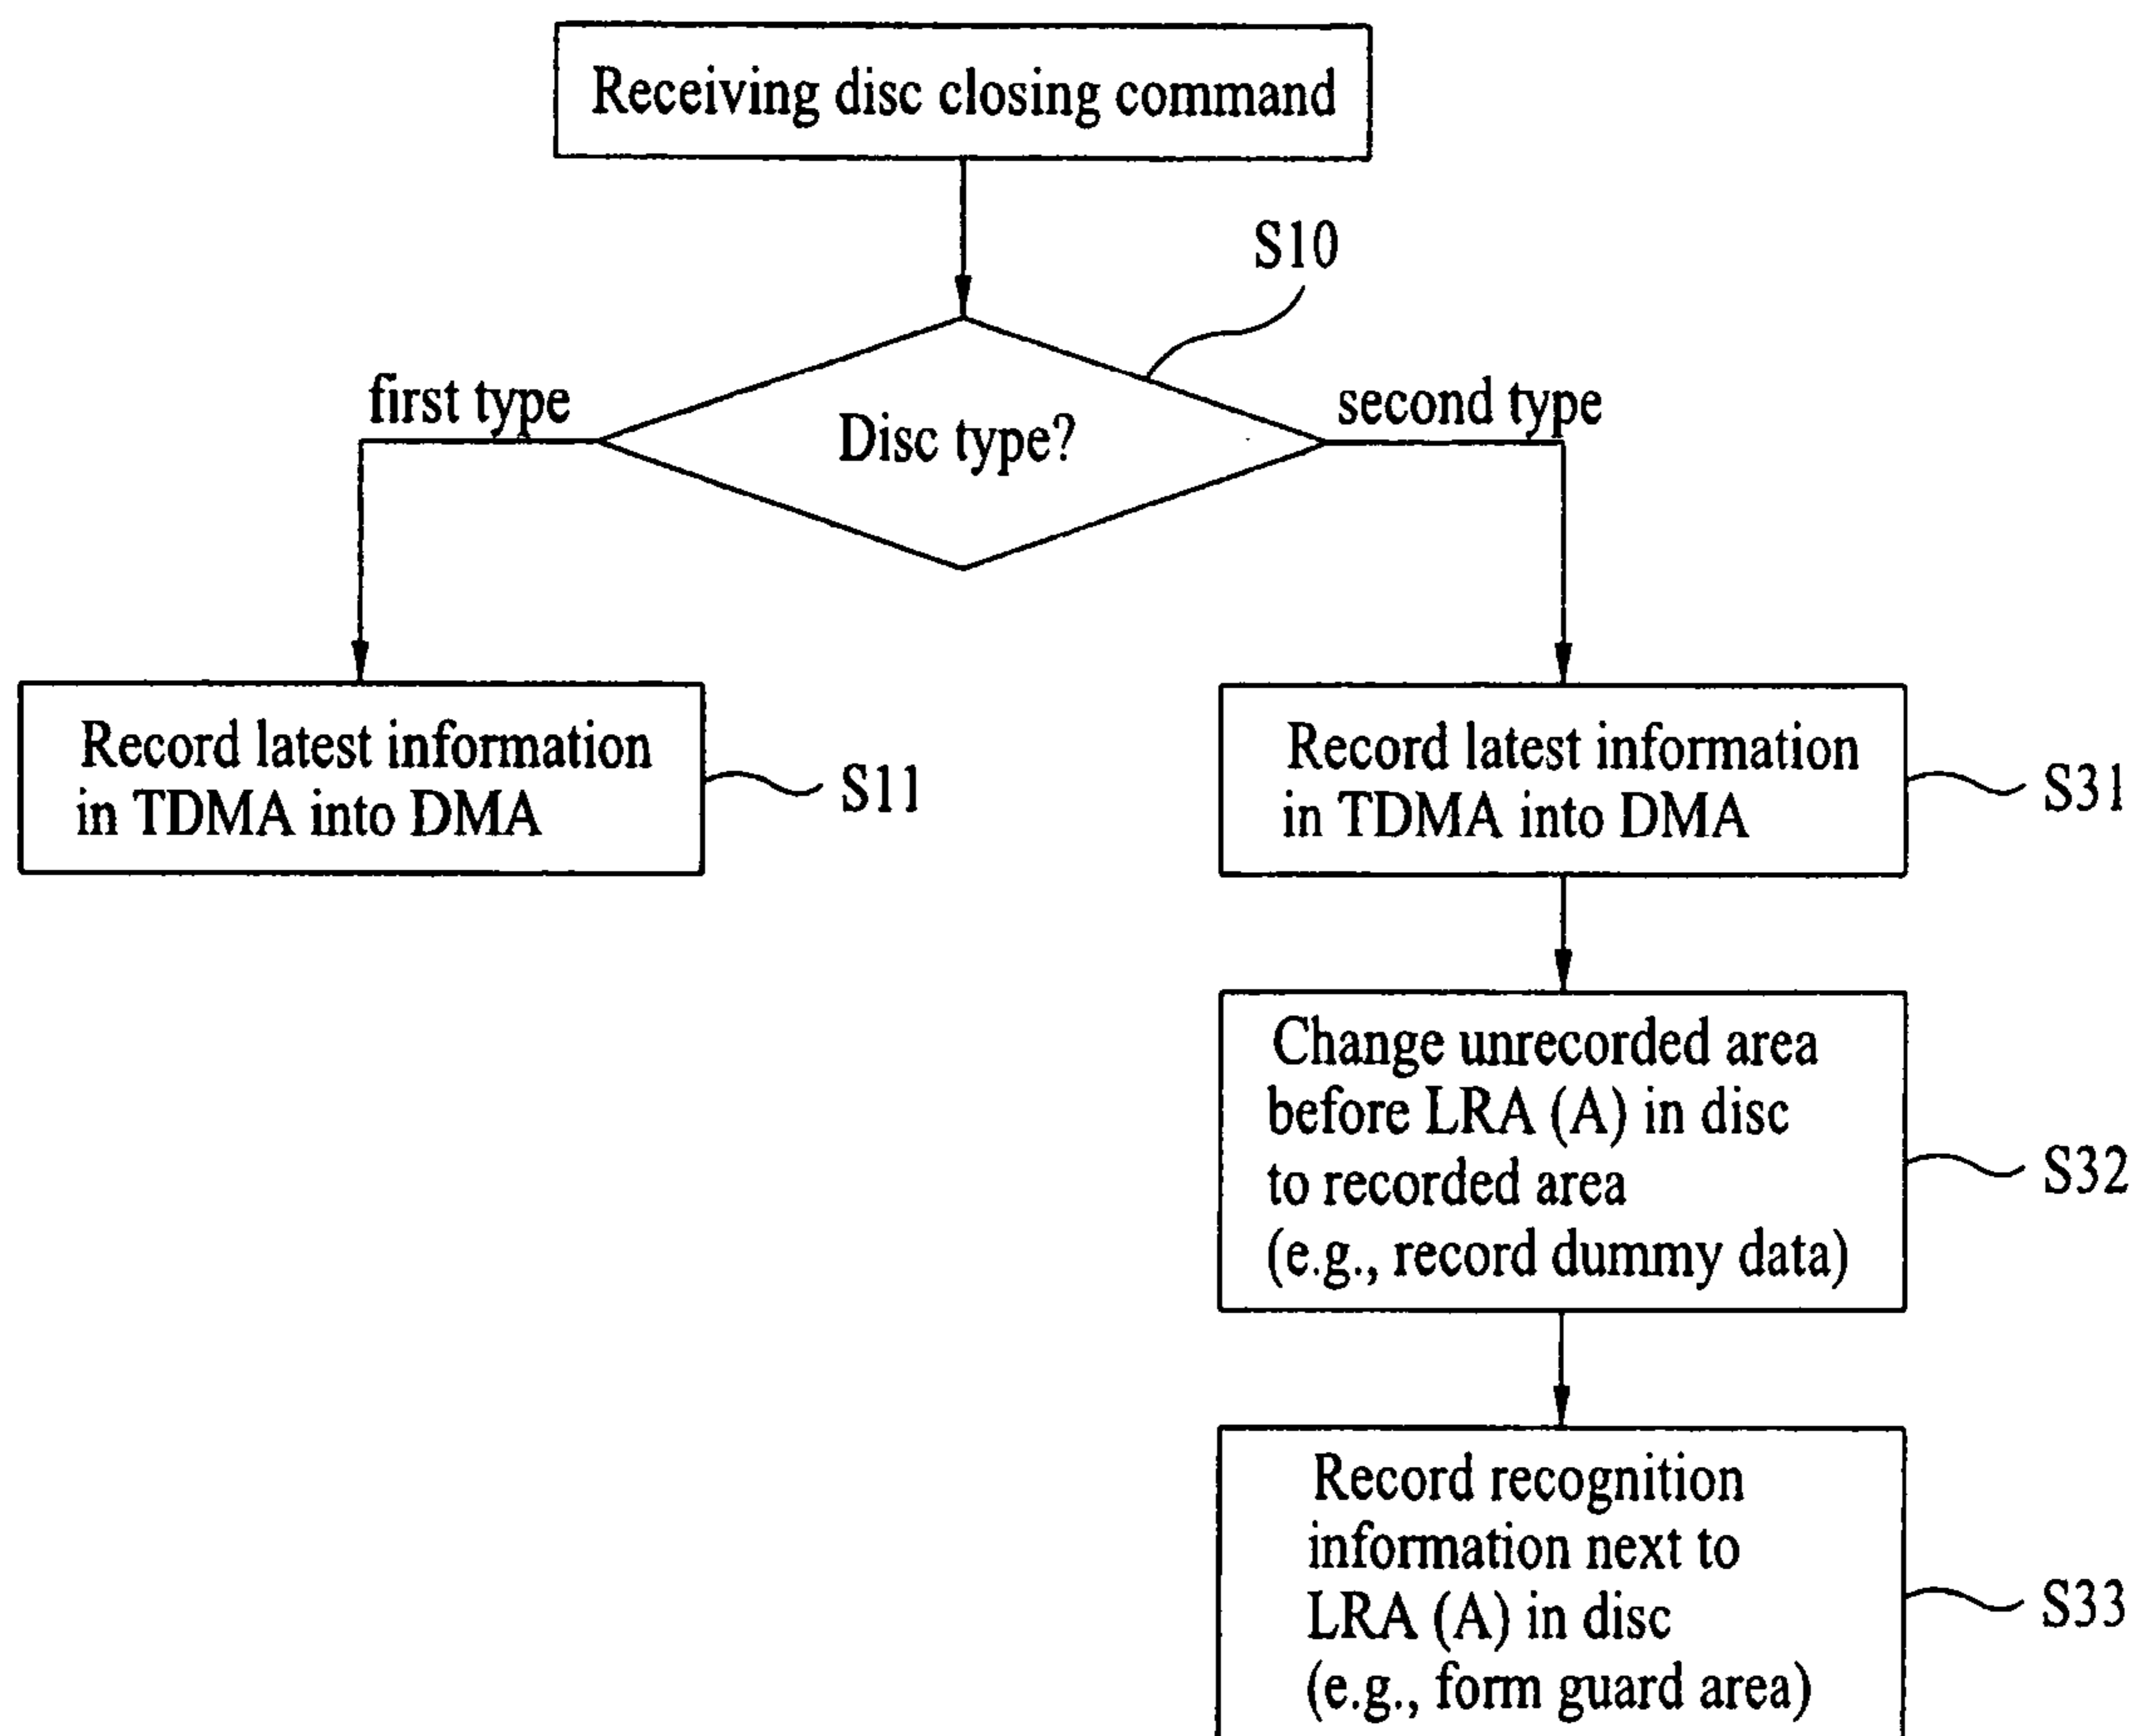 Receiving disc closing command
S10
first type
Disc type?
second type
Record latest information
in TDMA into DMA
S11
Record latest information
in TDMA into DMA
S31
Change unrecorded area
before LRA (A) in disc
to recorded area
(e.g., record dummy data)
S32
Record recognition
information next to
LRA (A) in disc
(e.g., form guard area)
S33